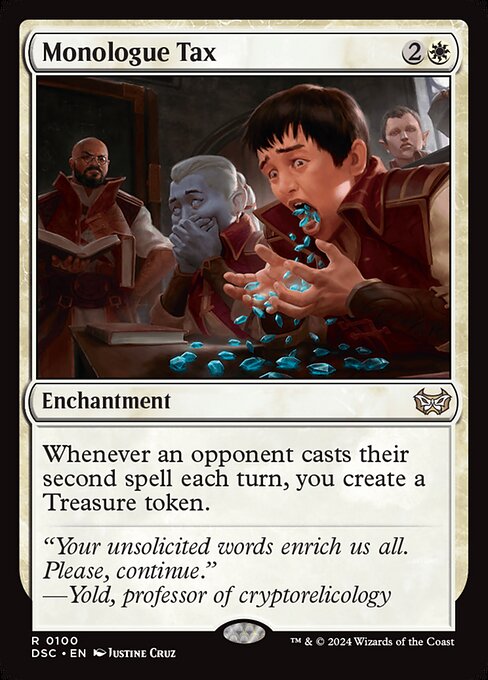 Monologue Tax 2
Enchantment
Whenever an opponent casts their
second spell each turn, you create a
Treasure token.
“Your unsolicited words enrich us all.
Please, continue.”
—Yold, professor of cryptorelicology
R 0100
DSC • EN Justine Cruz
™ & © 2024 Wizards of the Coast